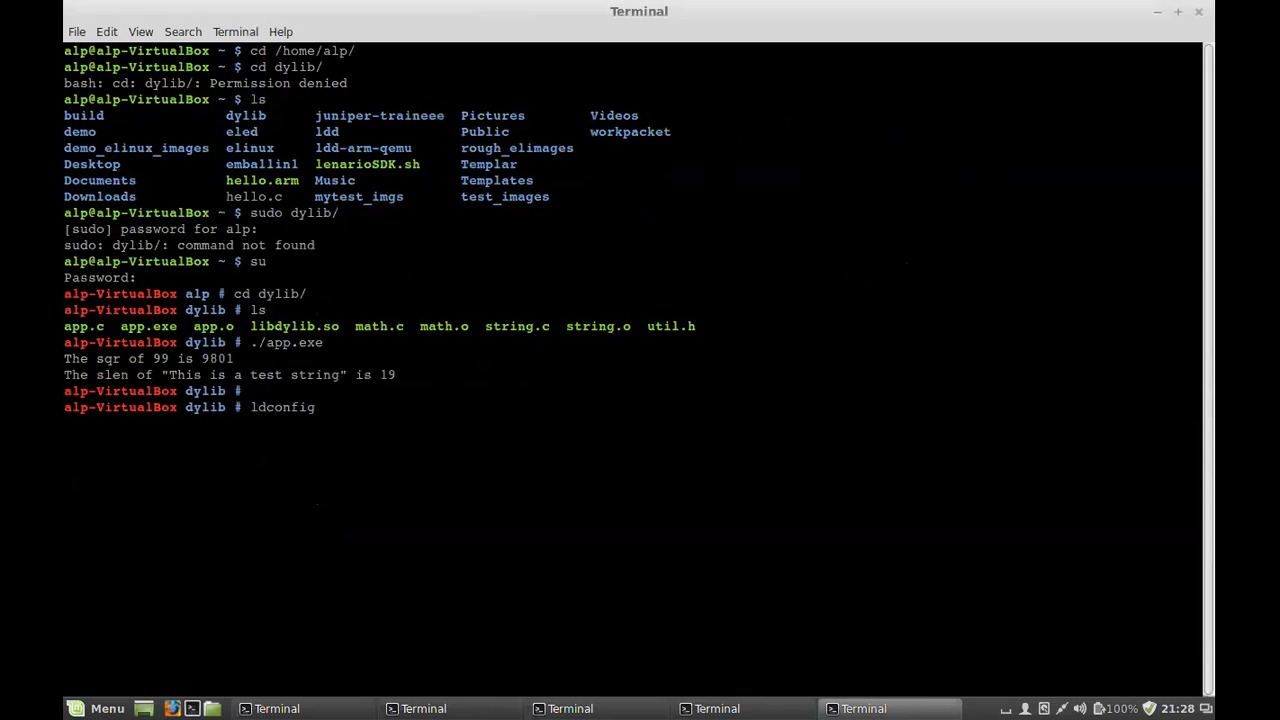 Terminal
File Edit View Search Terminal Help
alp@alp-VirtualBox ~ $ cd /home/alp/
alp@alp-VirtualBox ~ $ cd dylib/
bash: cd: dylib/: Permission denied
alp@alp-VirtualBox ~ $ ls
build dylib juniper-traineee Pictures Videos
demo eled ldd Public workpacket
demo_elinux_images elinux ldd-arm-qemu rough_elimages
Desktop emballinl lenarioSDK.sh Templar
Documents hello.arm Music Templates
Downloads hello.c mytest_imgs test_images
alp@alp-VirtualBox ~ $ sudo dylib/
[sudo] password for alp:
sudo: dylib/: command not found
alp@alp-VirtualBox ~ $ su
Password:
alp-VirtualBox alp # cd dylib/
alp-VirtualBox dylib # ls
app.c app.exe app.o libdylib.so math.c math.o string.c string.o util.h
alp-VirtualBox dylib # ./app.exe
The sqr of 99 is 9801
The slen of "This is a test string" is 19
alp-VirtualBox dylib #
alp-VirtualBox dylib # ldconfig
Menu Terminal Terminal Terminal Terminal Terminal 100% 21:28